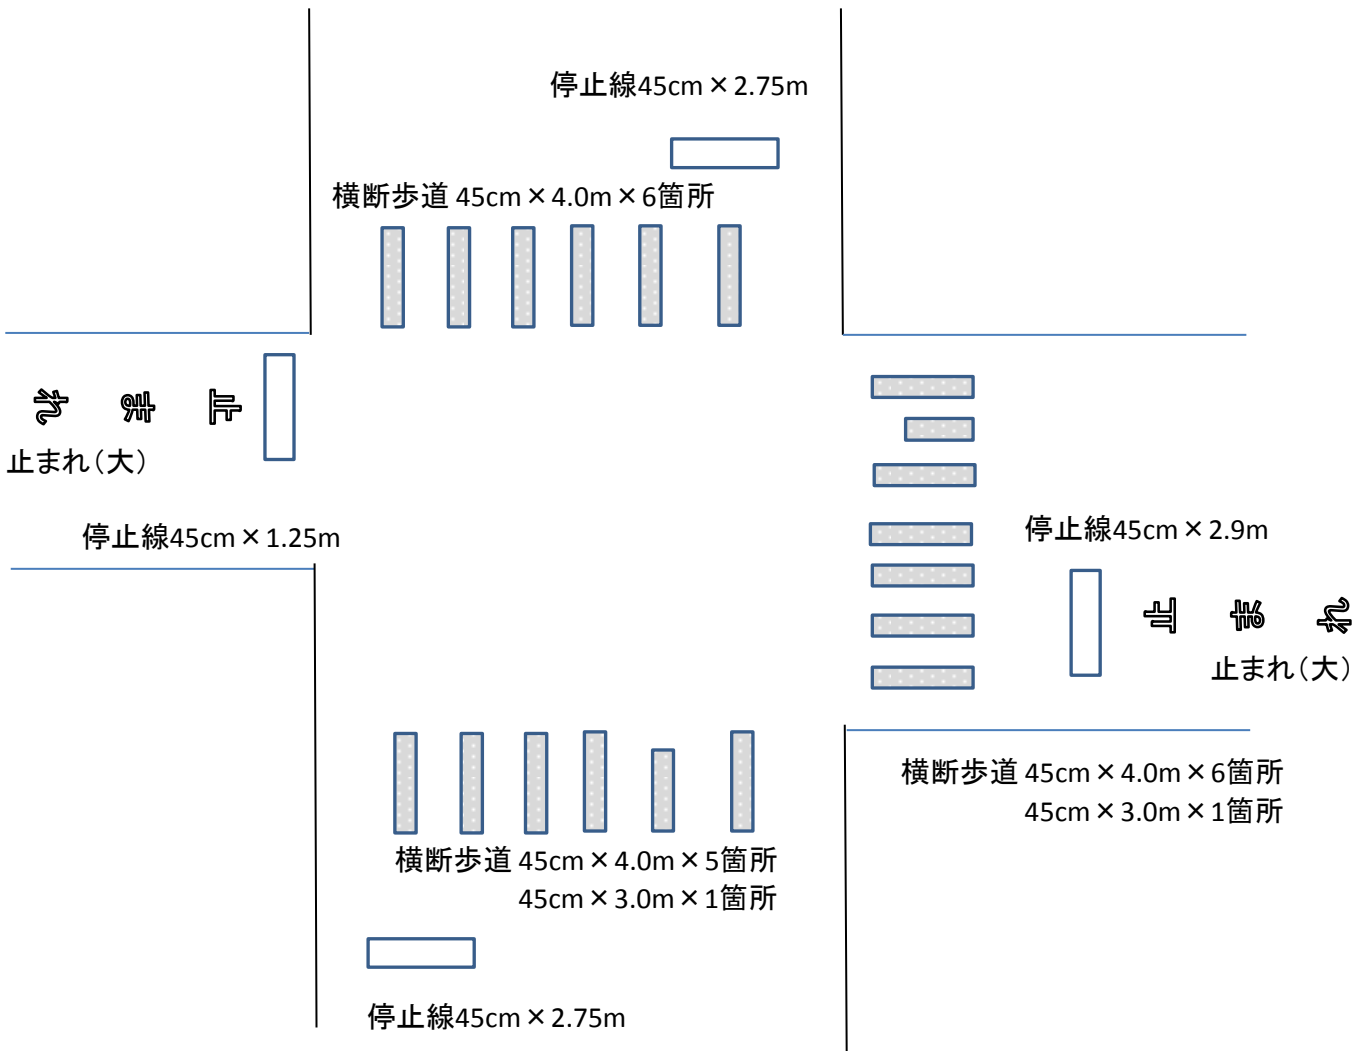 停止線45cm×2.75m
横断歩道 45cm×4.0m×6箇所
れ ま 止
止まれ(大)
停止線45cm×1.25m
停止線45cm×2.9m
止 ま れ
止まれ(大)
横断歩道 45cm×4.0m×6箇所
45cm×3.0m×1箇所
横断歩道 45cm×4.0m×5箇所
45cm×3.0m×1箇所
停止線45cm×2.75m